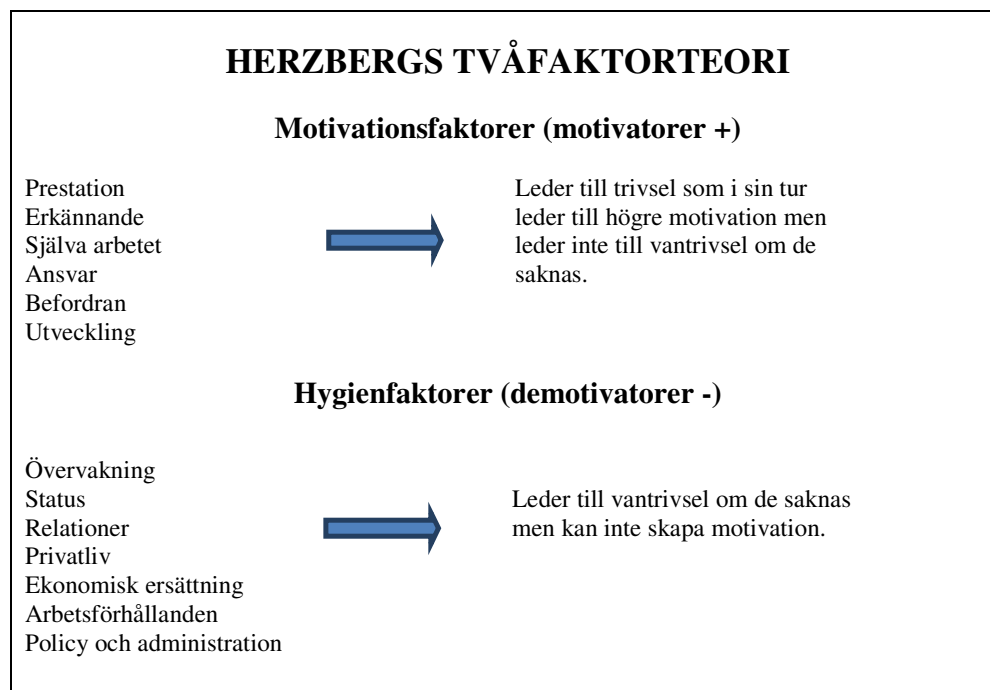 HERZBERGS TVÅFAKTORTEORI
Motivationsfaktorer (motivatorer +)
Prestation
Erkännande
Själva arbetet
Ansvar
Befordran
Utveckling
Leder till trivsel som i sin tur
leder till högre motivation men
leder inte till vantrivsel om de
saknas.
Hygienfaktorer (demotivatorer -)
Övervakning
Status
Relationer
Privatliv
Ekonomisk ersättning
Arbetsförhållanden
Policy och administration
Leder till vantrivsel om de saknas
men kan inte skapa motivation.